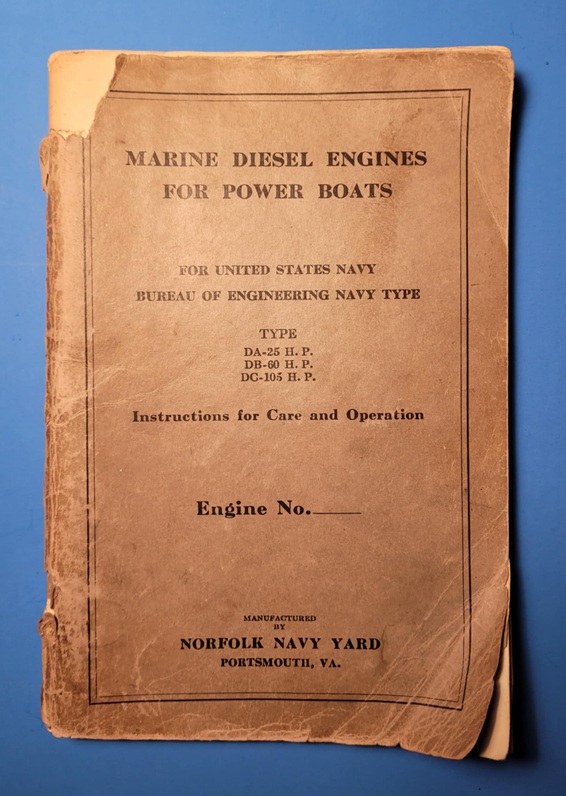 MARINE DIESEL ENGINES
FOR POWER BOATS
FOR UNITED STATES NAVY
BUREAU OF ENGINEERING NAVY TYPE
TYPE
DA-25 H. P.
DB-60 H. P.
DC-105 H. P.
Instructions for Care and Operation
Engine No.____
MANUFACTURED
BY
NORFOLK NAVY YARD
PORTSMOUTH, VA.